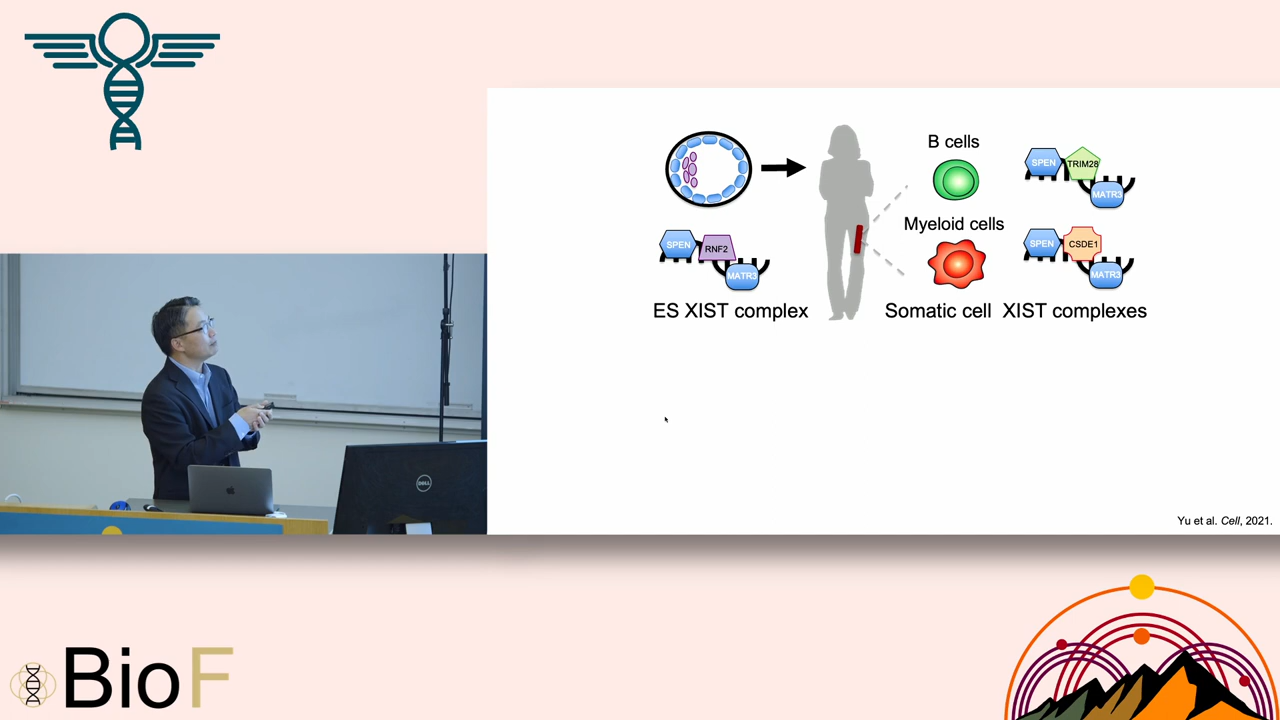 B cells
SPEN
TRIM28
MATR3
Myeloid cells
SPEN
RNF2
MATR3
SPEN
CSDE1
MATR3
ES XIST complex
Somatic cell XIST complexes
DELL
Yu et al. Cell, 2021.
BioF